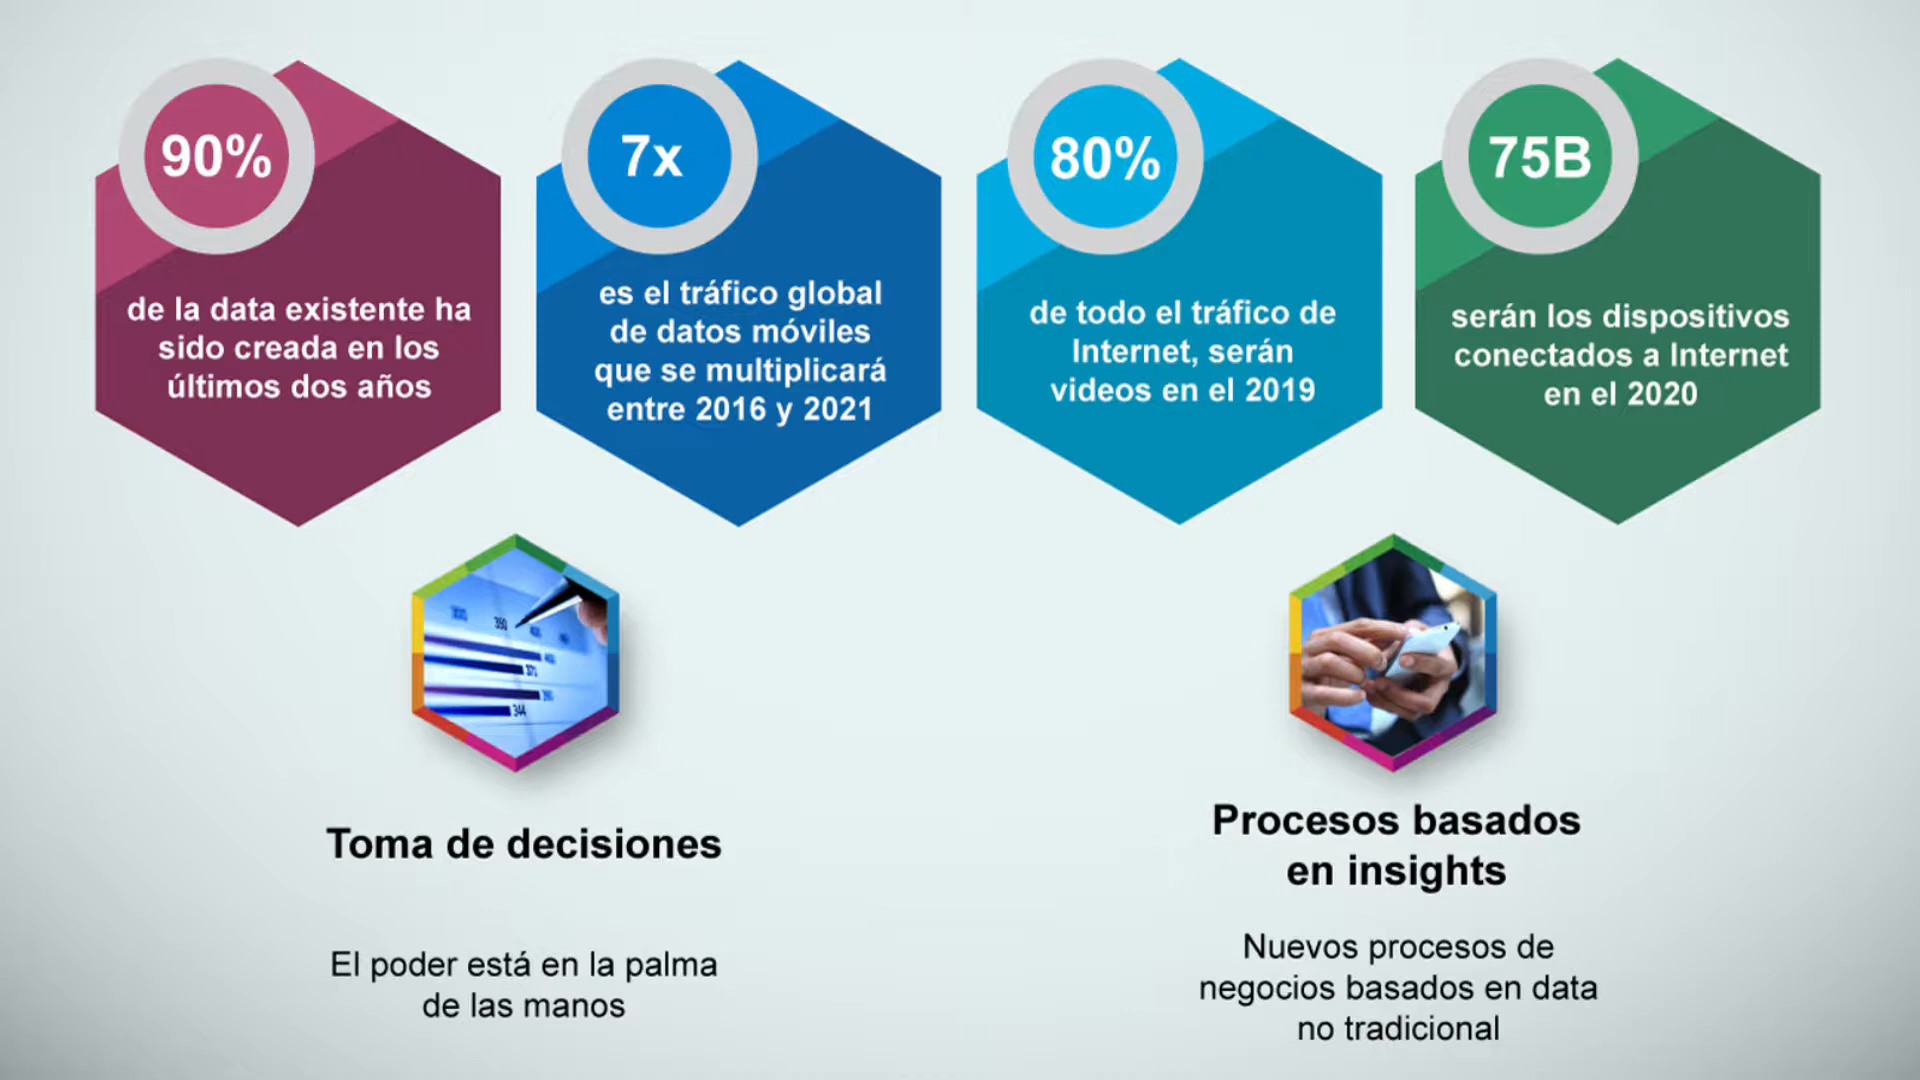 90%
de la data existente ha
sido creada en los
últimos dos años
7x
es el tráfico global
de datos móviles
que se multiplicará
entre 2016 y 2021
80%
de todo el tráfico de
Internet, serán
videos en el 2019
75B
serán los dispositivos
conectados a Internet
en el 2020
350
371
344
Toma de decisiones
El poder está en la palma
de las manos
Procesos basados
en insights
Nuevos procesos de
negocios basados en data
no tradicional